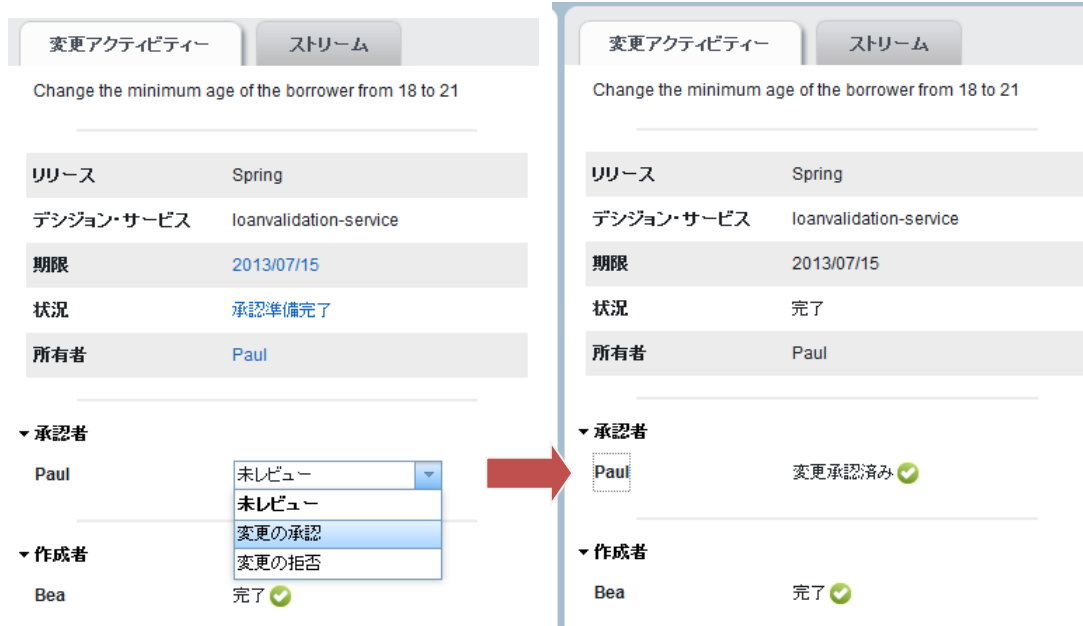 変更アクティビティー ストリーム
Change the minimum age of the borrower from 18 to 21
リリース Spring
デシジョン・サービス loanvalidation-service
期限 2013/07/15
状況 承認準備完了
所有者 Paul
承認者
Paul 未レビュー
未レビュー
変更の承認
変更の拒否
作成者
Bea 完了
変更アクティビティー ストリーム
Change the minimum age of the borrower from 18 to 21
リリース Spring
デシジョン・サービス loanvalidation-service
期限 2013/07/15
状況 完了
所有者 Paul
承認者
Paul 変更承認済み
作成者
Bea 完了